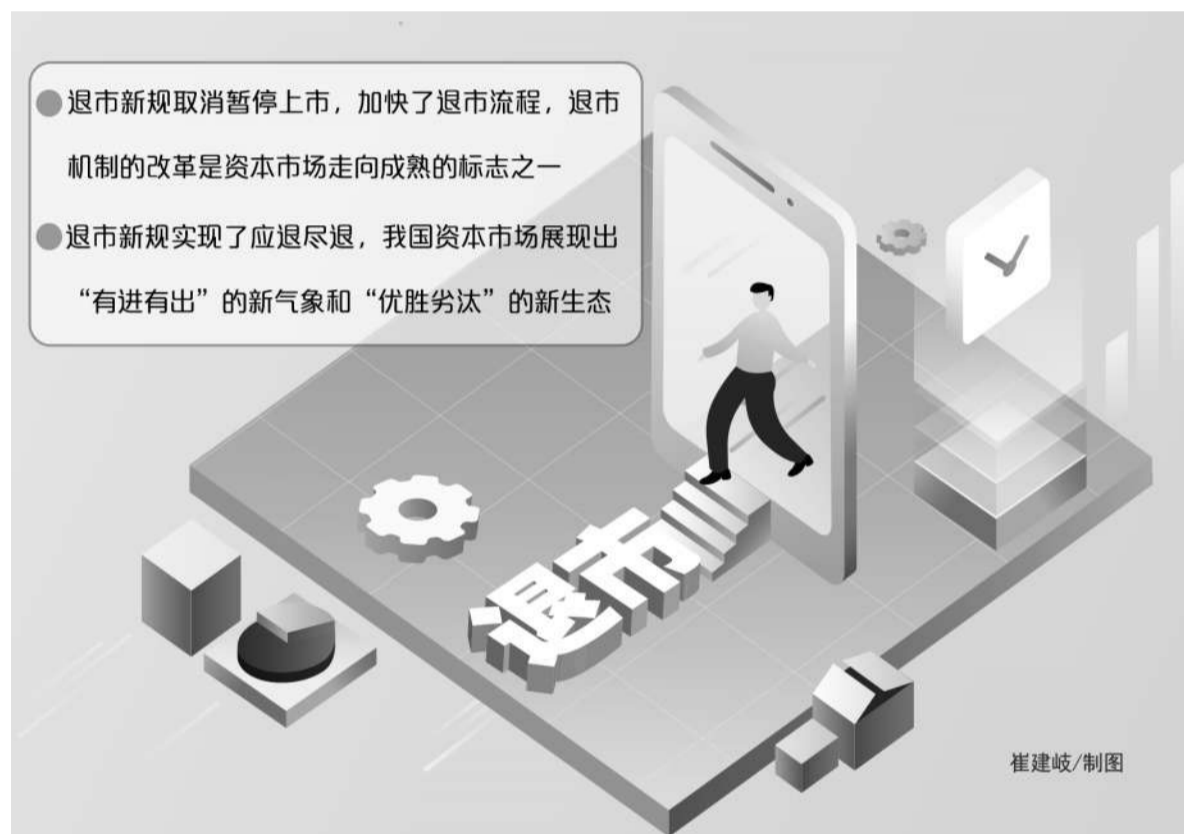 退市新规取消暂停上市，加快了退市流程，退市
机制的改革是资本市场走向成熟的标志之一
退市新规实现了应退尽退，我国资本市场展现出
“有进有出”的新气象和“优胜劣汰”的新生态
退市
崔建岐/制图